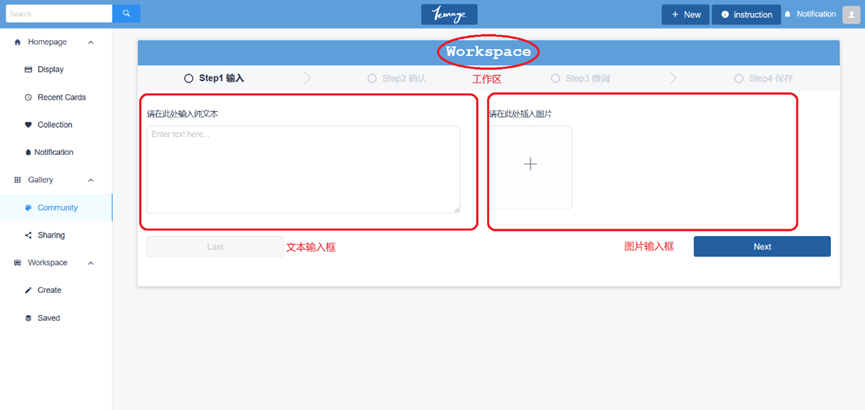 Search
Temage
+ New
instruction
Notification
Homepage
Display
Recent Cards
Collection
Notification
Gallery
Community
Sharing
Workspace
Create
Saved
Workspace
Step1 输入
Step2 确认
工作区
Step3 微调
Step4 保存
请在此处输入纯文本
Enter text here...
请在此处插入图片
Last
文本输入框
图片输入框
Next